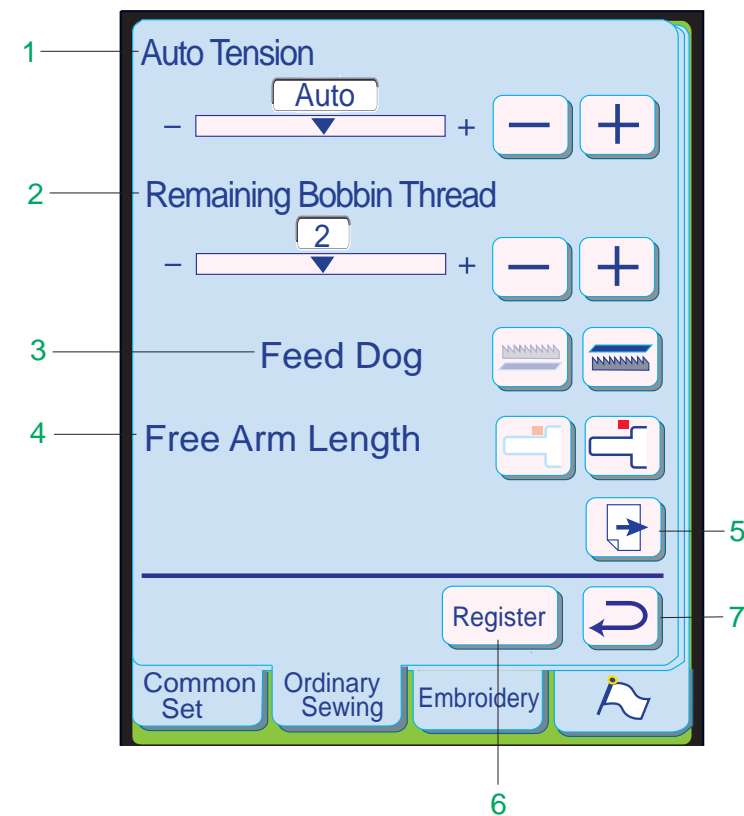 1
Auto Tension
Auto
– +
2
Remaining Bobbin Thread
2
– +
3
Feed Dog
4
Free Arm Length
5
Register
7
Common
Set
Ordinary
Sewing
Embroidery
6